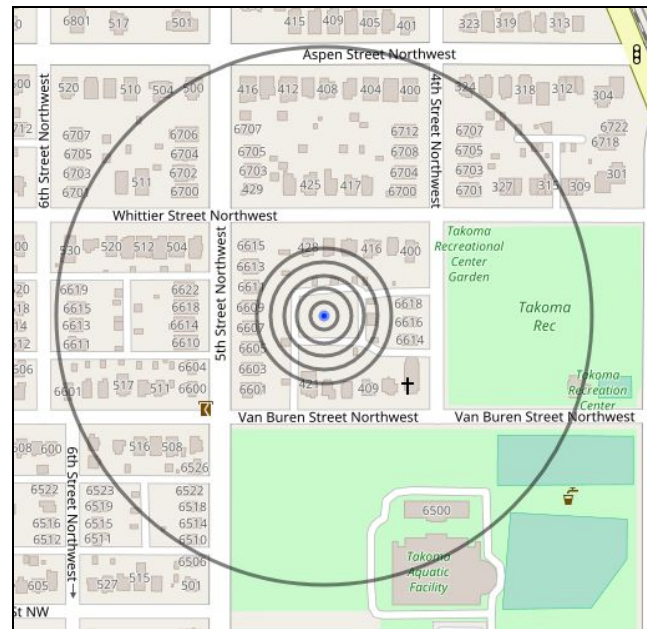 6801 517 501
415 409 405 401
323 319 313
Aspen Street Northwest
520 510 504 500
416 412 408 404 400
324 318 312 304
6th Street Northwest
4th Street Northwest
6707 6706
6705 6704
6703 6702
6701 511 6700
6707 6712
6705 6708
6703 6704
429 425 417 6700
6722
6707 6718
6705
6703 301
6701 327 315 309
Whittier Street Northwest
5th Street Northwest
530 520 512 504
6615 428 416 400
6613
6611
6609
6607
6605
6603
6601 421 409
6618
6616
6614
6619 6622
6615 6618
6613 6614
6611 6610
6604
6601 517 511 6600
Takoma
Recreational
Center
Garden
Takoma
Rec
Takoma
Recreation
Center
Van Buren Street Northwest
Van Buren Street Northwest
600 516 508
6526
6th Street Northwest→
6522 6523 6522
6516 6519 6518
6512 6515 6514
6511 6510
6506
605 527 515 501
6500
Takoma
Aquatic
Facility
St NW